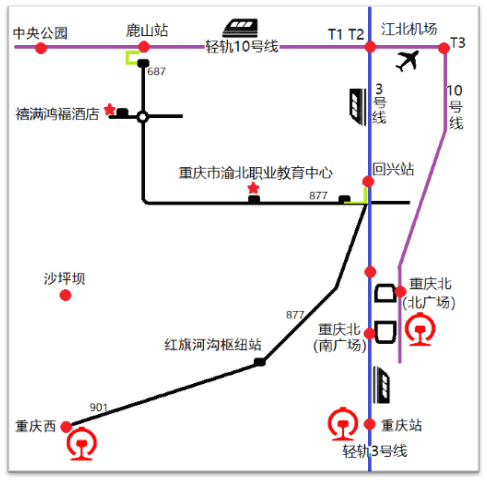 中央公园
鹿山站
轻轨10号线
T1 T2
江北机场
T3
687
禧满鸿福酒店
3号线
10号线
重庆市渝北职业教育中心
回兴站
877
沙坪坝
重庆北
(北广场)
877
重庆北
(南广场)
红旗河沟枢纽站
901
重庆西
重庆站
轻轨3号线